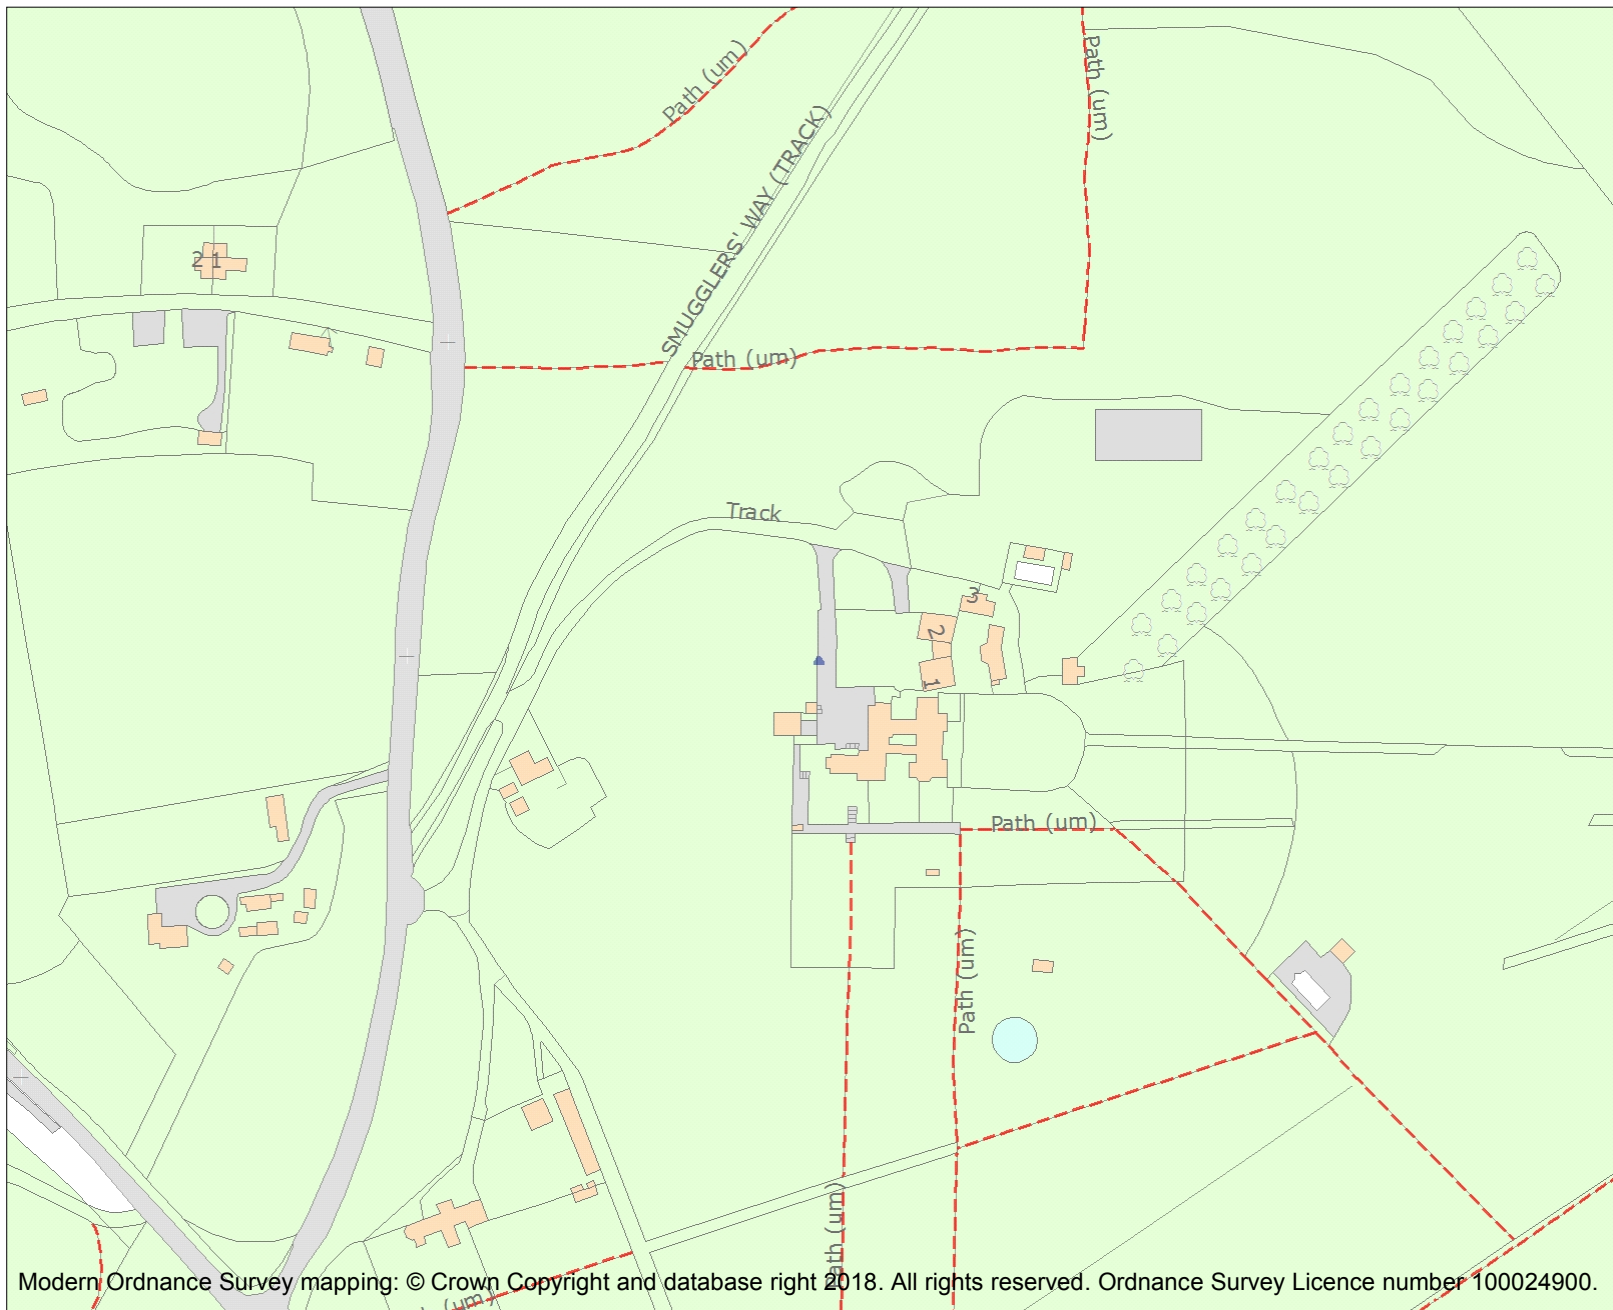 Path (um)
Path (um)
SMUGGLERS' WAY (TRACK)
2 1
Path (um)
Track
3
2
1
Path (um)
Path (um)
Path (um)
(um)
Modern Ordnance Survey mapping: © Crown Copyright and database right 2018. All rights reserved. Ordnance Survey Licence number 100024900.